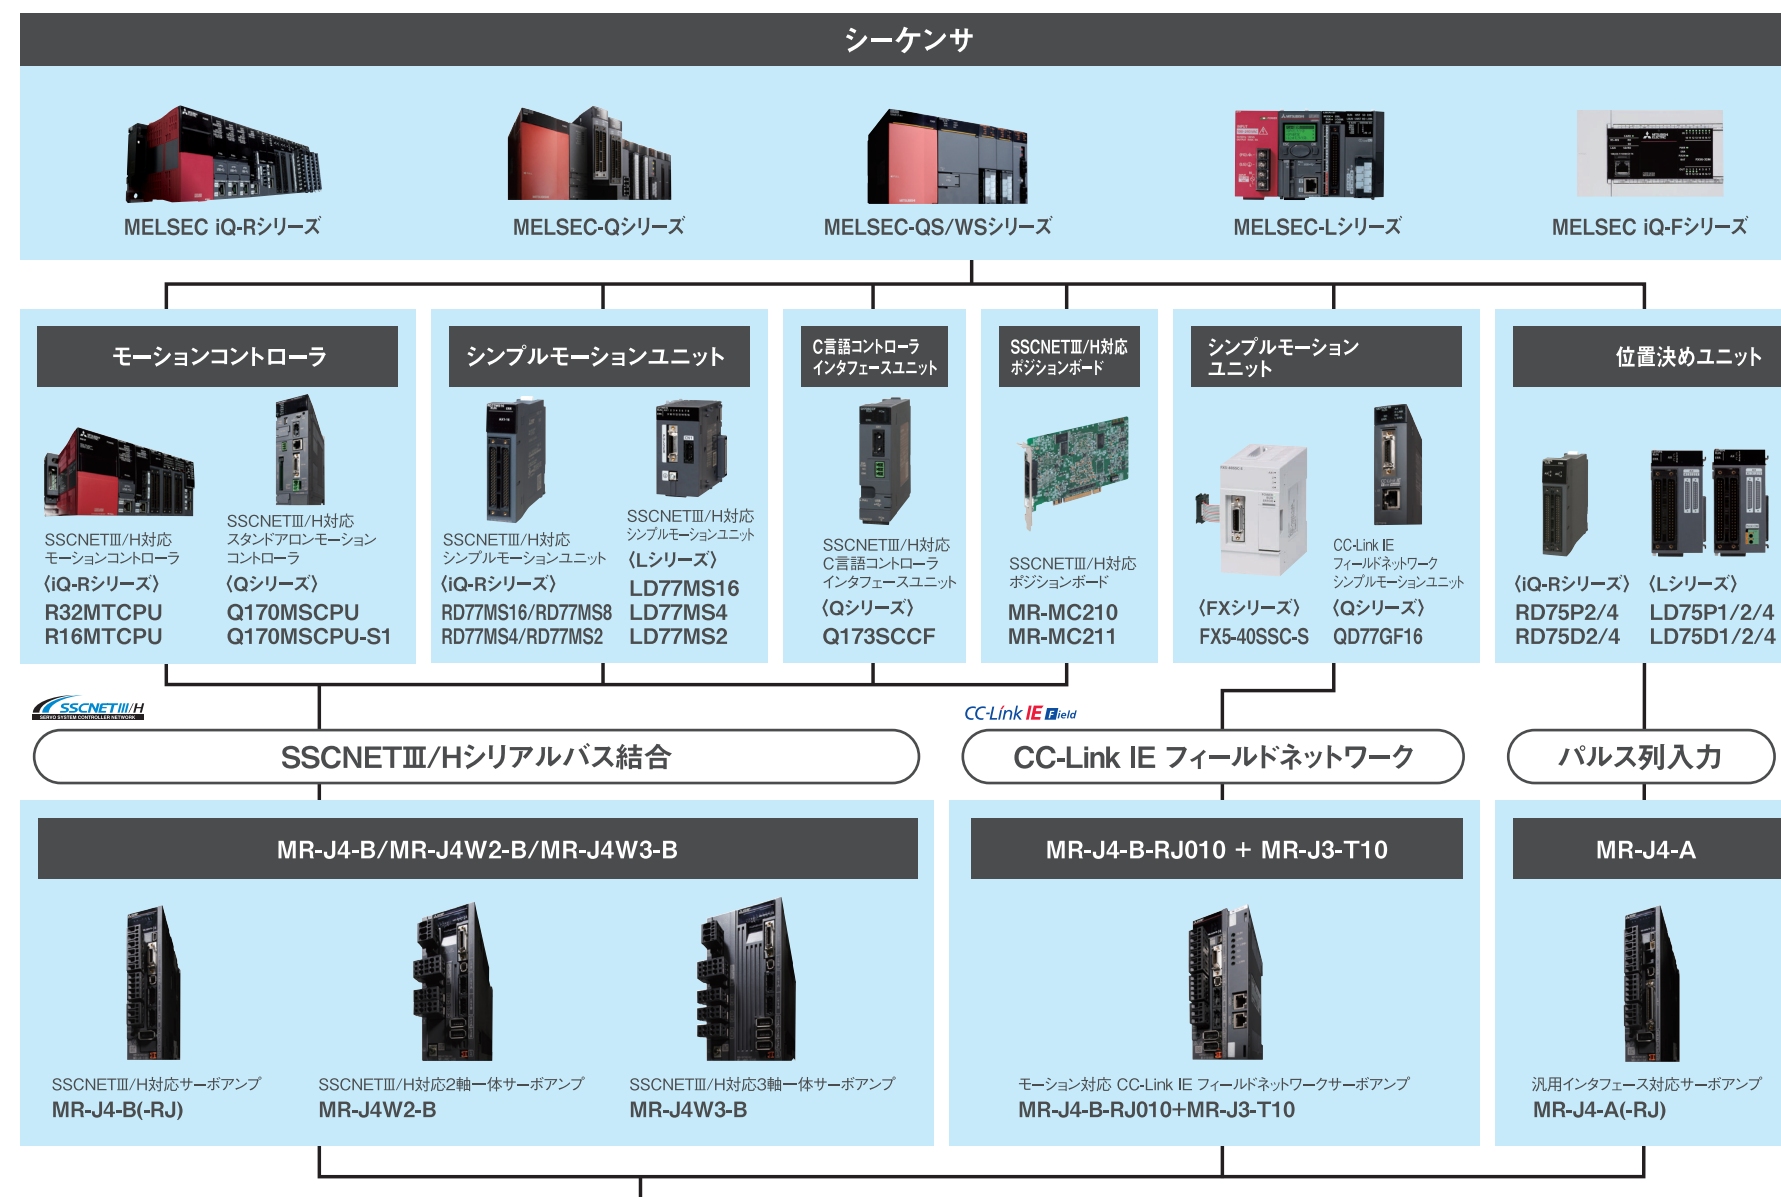 シーケンサ
MELSEC iQ-Rシリーズ
MELSEC-Qシリーズ
MELSEC-QS/WSシリーズ
MELSEC-Lシリーズ
MELSEC iQ-Fシリーズ
モーションコントローラ
SSCNETⅢ/H対応
モーションコントローラ
〈iQ-Rシリーズ〉
R32MTCPU
R16MTCPU
SSCNETⅢ/H対応
スタンドアロンモーション
コントローラ
〈Qシリーズ〉
Q170MSCPU
Q170MSCPU-S1
シンプルモーションユニット
SSCNETⅢ/H対応
シンプルモーションユニット
〈iQ-Rシリーズ〉
RD77MS16/RD77MS8
RD77MS4/RD77MS2
SSCNETⅢ/H対応
シンプルモーションユニット
〈Lシリーズ〉
LD77MS16
LD77MS4
LD77MS2
C言語コントローラ
インタフェースユニット
SSCNETⅢ/H対応
C言語コントローラ
インタフェースユニット
〈Qシリーズ〉
Q173SCCF
SSCNETⅢ/H対応
ポジションボード
SSCNETⅢ/H対応
ポジションボード
MR-MC210
MR-MC211
シンプルモーション
ユニット
〈FXシリーズ〉
FX5-40SSC-S
CC-Link IE
フィールドネットワーク
シンプルモーションユニット
〈Qシリーズ〉
QD77GF16
位置決めユニット
〈iQ-Rシリーズ〉
RD75P2/4
RD75D2/4
〈Lシリーズ〉
LD75P1/2/4
LD75D1/2/4
SSCNETⅢ/H
SERVO SYSTEM CONTROLLER NETWORK
SSCNETⅢ/Hシリアルバス結合
CC-Link IE Field
CC-Link IE フィールドネットワーク
パルス列入力
MR-J4-B/MR-J4W2-B/MR-J4W3-B
SSCNETⅢ/H対応サーボアンプ
MR-J4-B(-RJ)
SSCNETⅢ/H対応2軸一体サーボアンプ
MR-J4W2-B
SSCNETⅢ/H対応3軸一体サーボアンプ
MR-J4W3-B
MR-J4-B-RJ010 + MR-J3-T10
モーション対応 CC-Link IE フィールドネットワークサーボアンプ
MR-J4-B-RJ010+MR-J3-T10
MR-J4-A
汎用インタフェース対応サーボアンプ
MR-J4-A(-RJ)